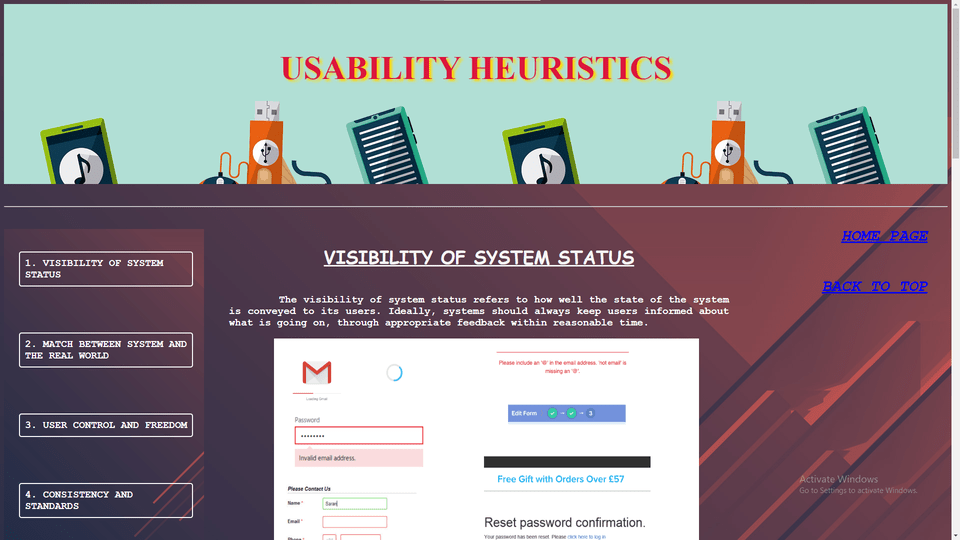 USABILITY HEURISTICS
HOME PAGE
BACK TO TOP
1. VISIBILITY OF SYSTEM
STATUS
2. MATCH BETWEEN SYSTEM AND
THE REAL WORLD
3. USER CONTROL AND FREEDOM
4. CONSISTENCY AND
STANDARDS
VISIBILITY OF SYSTEM STATUS
The visibility of system status refers to how well the state of the system
is conveyed to its users. Ideally, systems should always keep users informed about
what is going on, through appropriate feedback within reasonable time.
Loading Gmail
Password
Invalid email address.
Please Contact Us
Name *
Sarah
Email *
Phone *
Please include an '@' in the email address. 'not email' is
missing an '@'.
Edit Form
3
Free Gift with Orders Over £57
Reset password confirmation.
Your password has been reset. Please click here to log in
Activate Windows
Go to Settings to activate Windows.